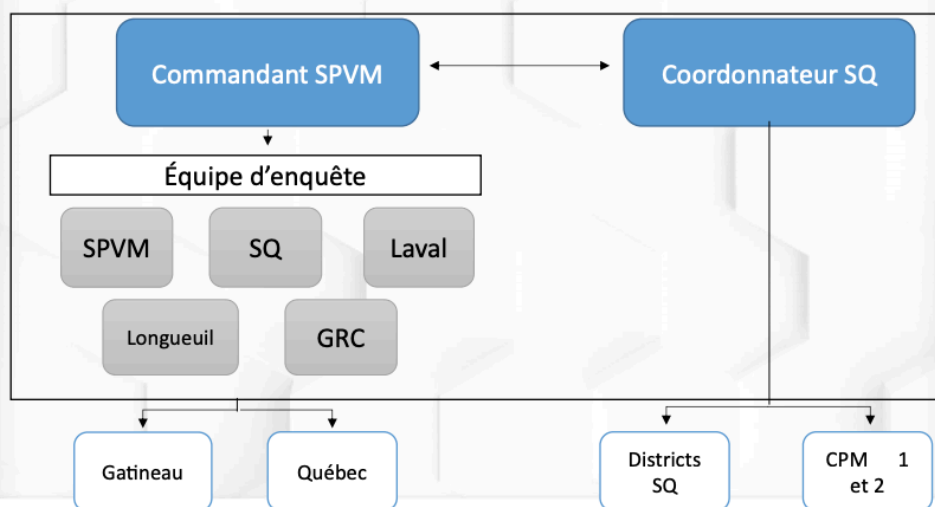 Commandant SPVM
Coordonnateur SQ
Équipe d’enquête
SPVM
SQ
Laval
Longueuil
GRC
Gatineau
Québec
Districts
SQ
CPM 1
et 2